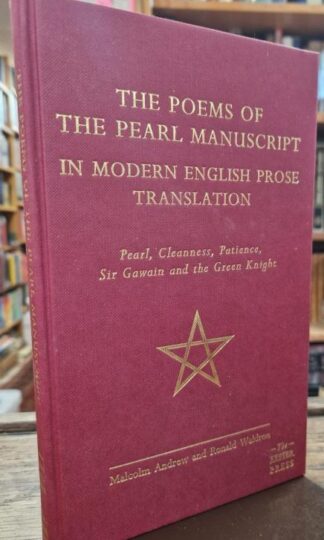 THE POEMS OF
THE PEARL MANUSCRIPT
IN MODERN ENGLISH PROSE
TRANSLATION
Pearl, Cleanness, Patience,
Sir Gawain and the Green Knight
Malcolm Andrew and Ronald Waldron
The
EXETER
PRESS